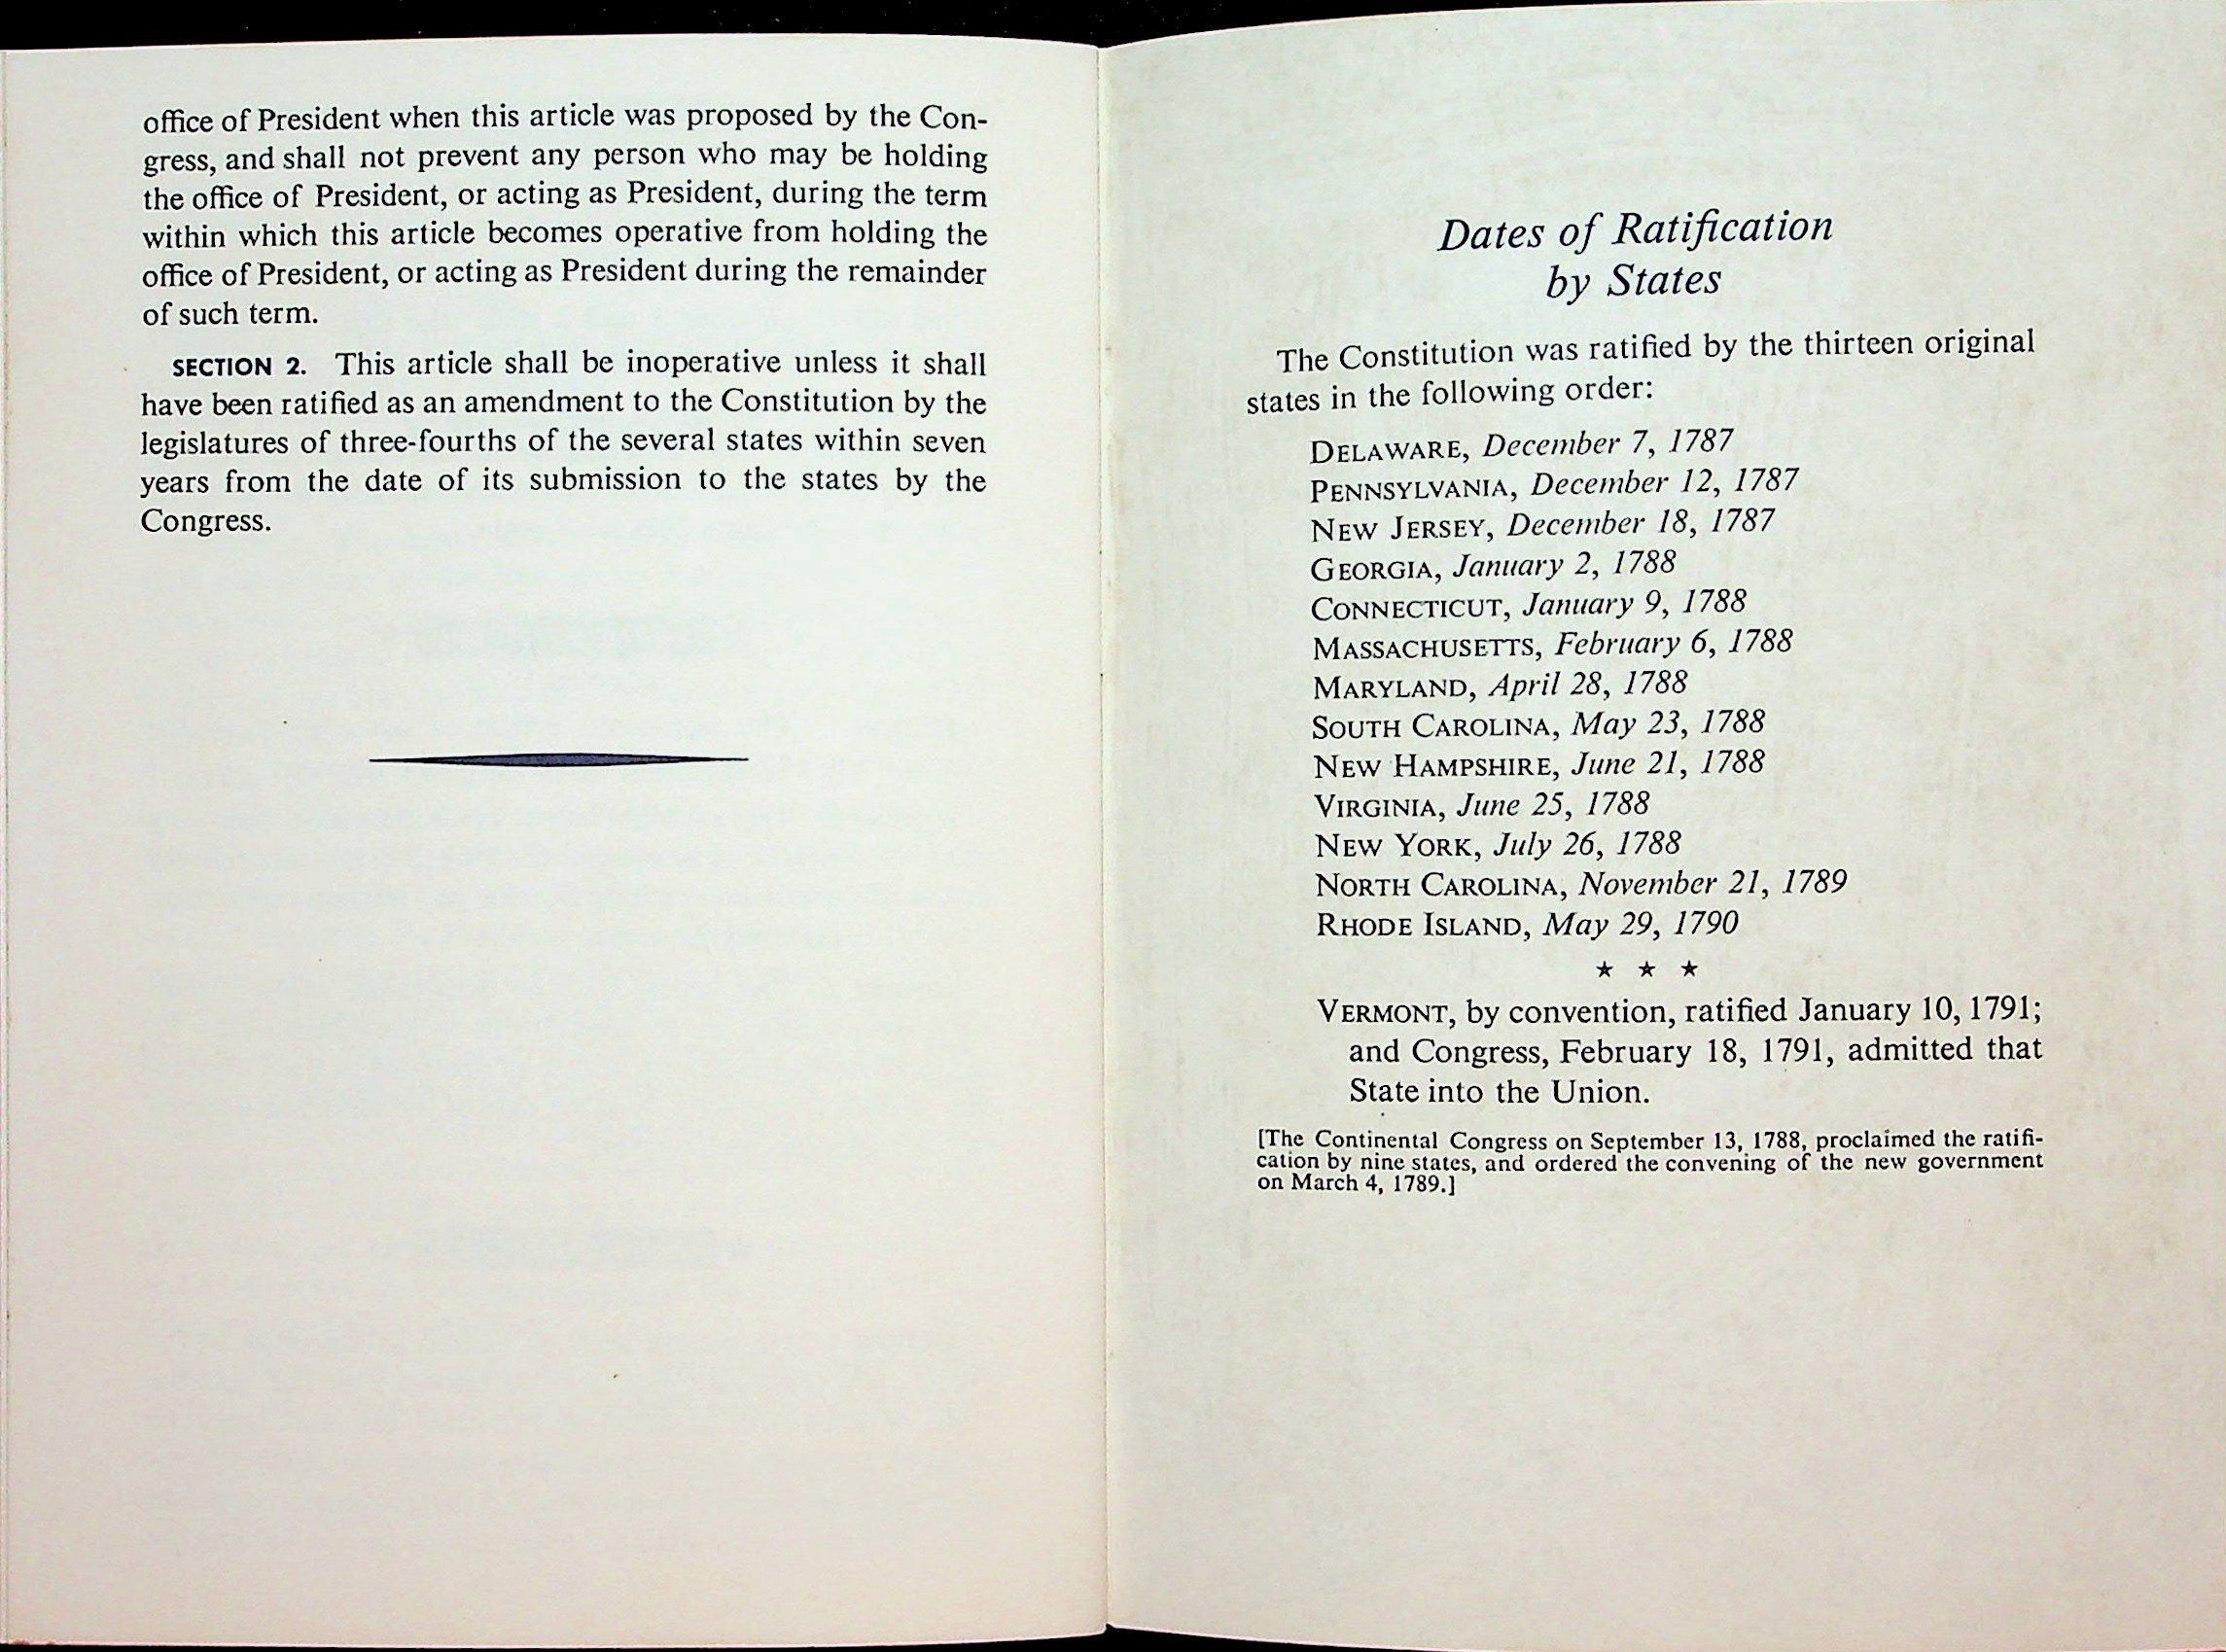 office of President when this article was proposed by the Con-
gress, and shall not prevent any person who may be holding
the office of President, or acting as President, during the term
within which this article becomes operative from holding the
office of President, or acting as President during the remainder
of such term.
SECTION 2. This article shall be inoperative unless it shall
have been ratified as an amendment to the Constitution by the
legislatures of three-fourths of the several states within seven
years from the date of its submission to the states by the
Congress.
Dates of Ratification
by States
The Constitution was ratified by the thirteen original
states in the following order:
DELAWARE, December 7, 1787
PENNSYLVANIA, December 12, 1787
NEW JERSEY, December 18, 1787
GEORGIA, January 2, 1788
CONNECTICUT, January 9, 1788
MASSACHUSETTS, February 6, 1788
MARYLAND, April 28, 1788
SOUTH CAROLINA, May 23, 1788
NEW HAMPSHIRE, June 21, 1788
VIRGINIA, June 25, 1788
NEW YORK, July 26, 1788
NORTH CAROLINA, November 21, 1789
RHODE ISLAND, May 29, 1790
★ ★ ★
VERMONT, by convention, ratified January 10, 1791;
and Congress, February 18, 1791, admitted that
State into the Union.
[The Continental Congress on September 13, 1788, proclaimed the ratifi-
cation by nine states, and ordered the convening of the new government
on March 4, 1789.]